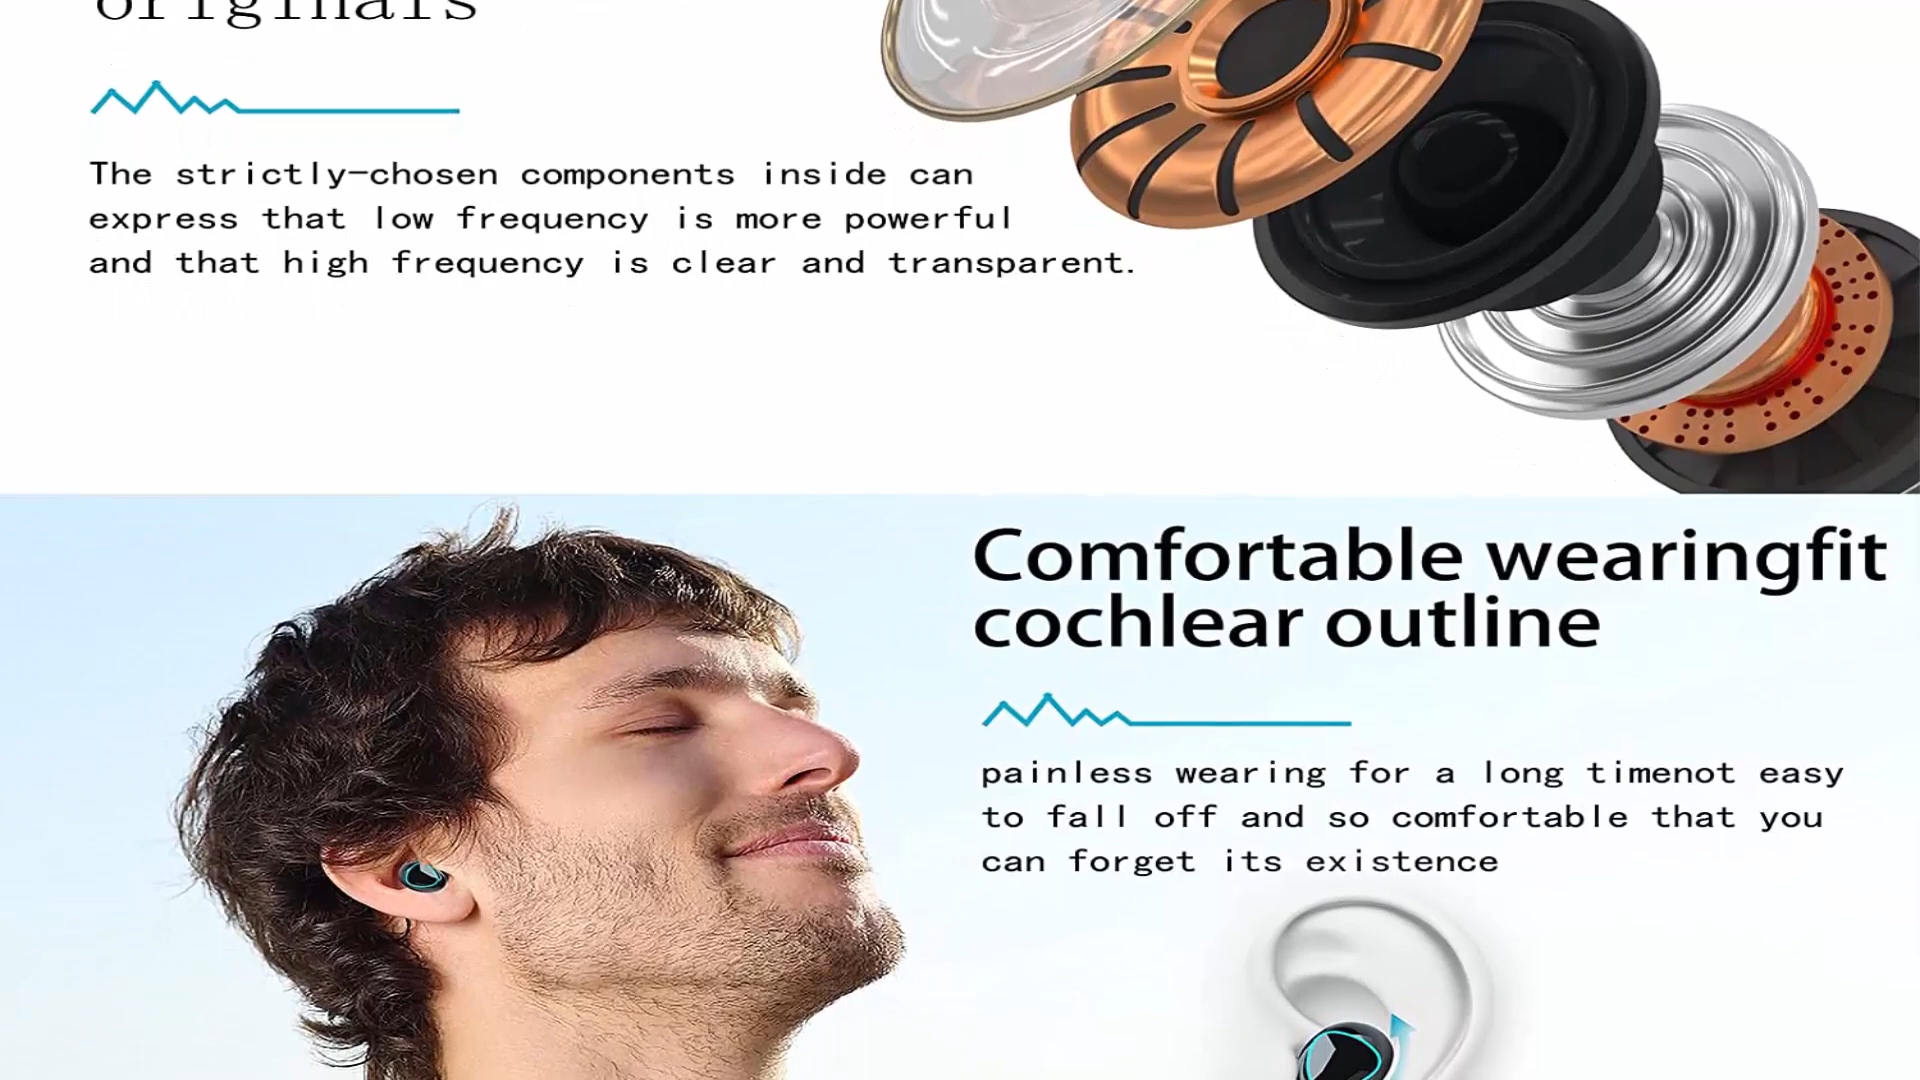 originals
The strictly-chosen components inside can
express that low frequency is more powerful
and that high frequency is clear and transparent.
Comfortable wearingfit
cochlear outline
painless wearing for a long timenot easy
to fall off and so comfortable that you
can forget its existence